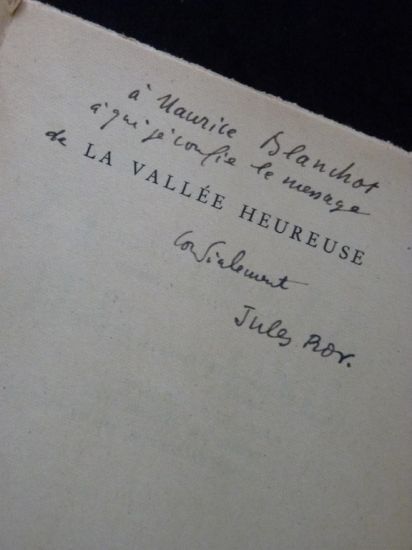 à Maurice Blanchot
à qui je confie le message
de LA VALLÉE HEUREUSE
Cordialement
Jules Roy.